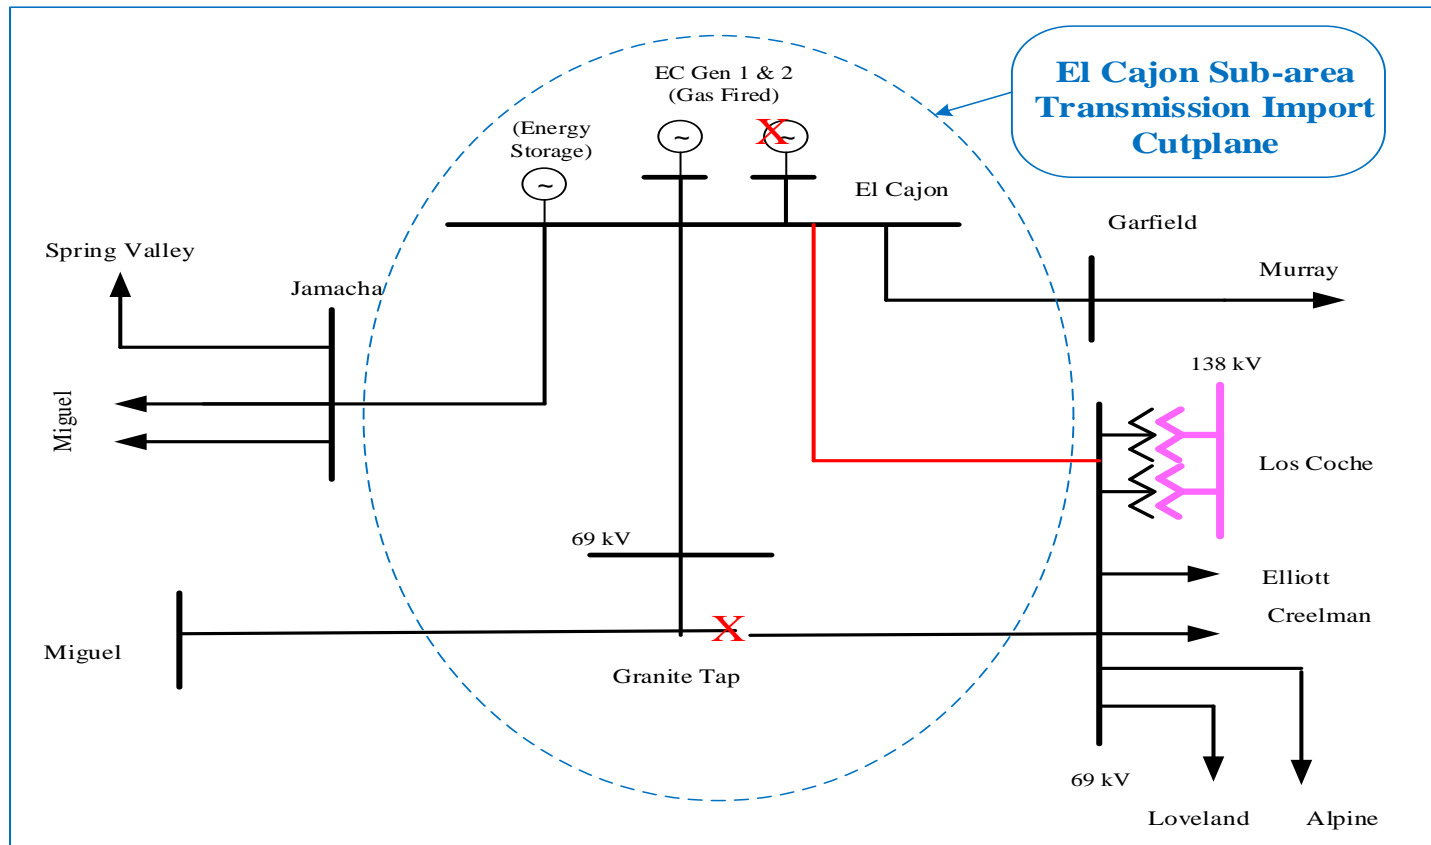 El Cajon Sub-area
Transmission Import
Cutplane
EC Gen 1 & 2
(Gas Fired)
(Energy
Storage)
~
~
~
X
El Cajon
Garfield
Murray
Spring Valley
Jamacha
Miguel
138 kV
Los Coche
69 kV
Elliott
Creelman
X
Miguel
Granite Tap
69 kV
Loveland
Alpine